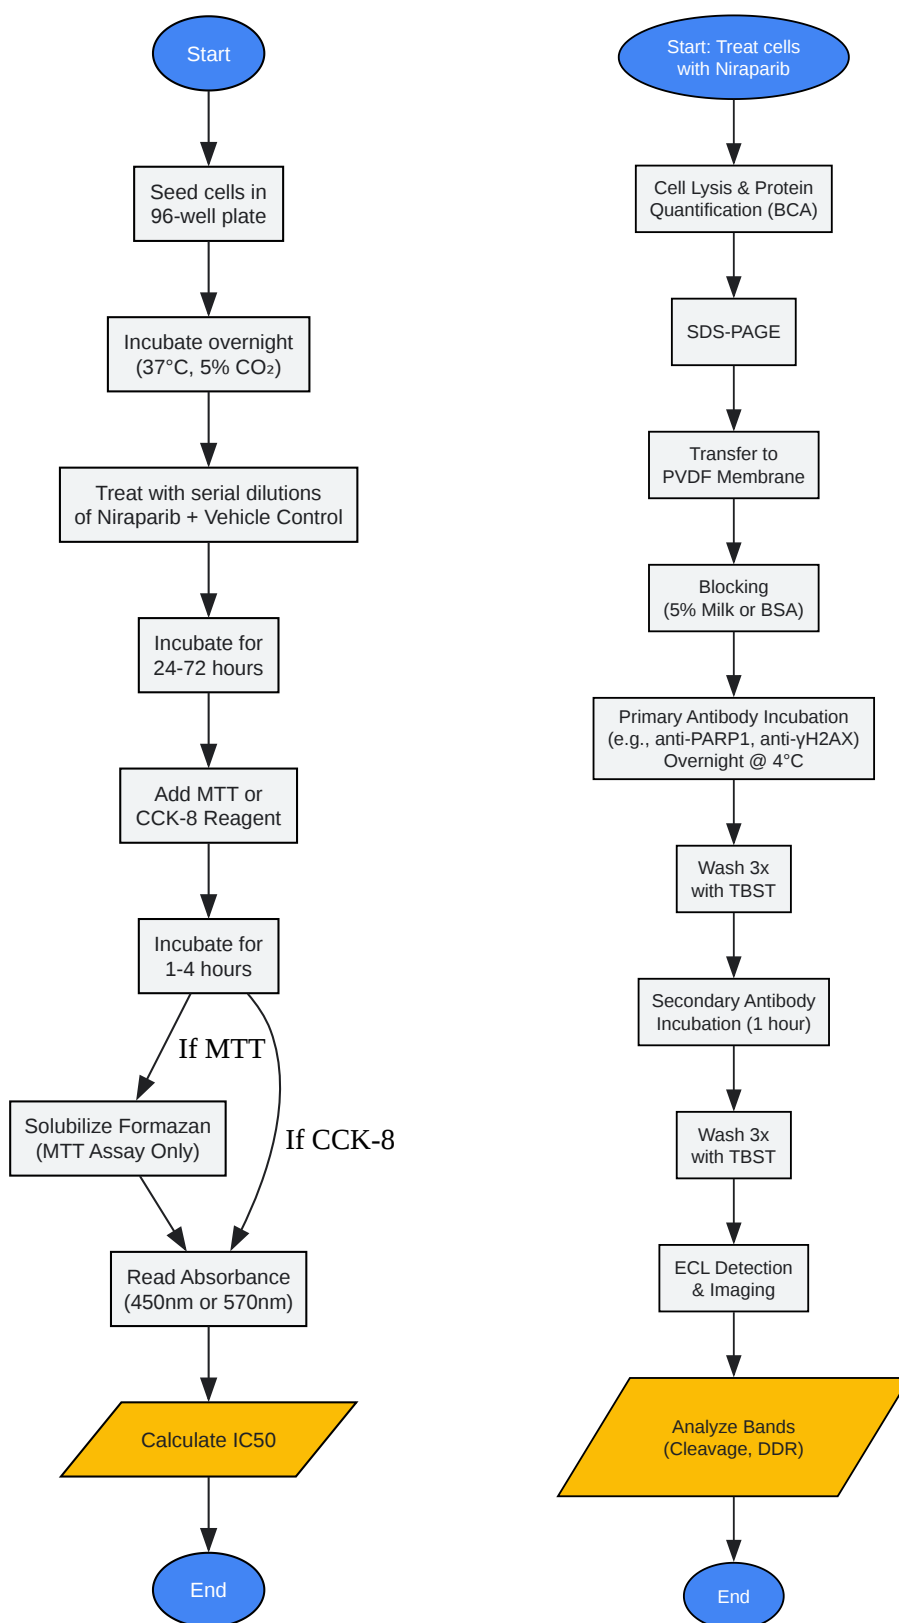 Start
Seed cells in
96-well plate
Incubate overnight
(37°C, 5% CO₂)
Treat with serial dilutions
of Niraparib + Vehicle Control
Incubate for
24-72 hours
Add MTT or
CCK-8 Reagent
Incubate for
1-4 hours
If MTT
Solubilize Formazan
(MTT Assay Only)
If CCK-8
Read Absorbance
(450nm or 570nm)
Calculate IC50
End
Start: Treat cells
with Niraparib
Cell Lysis & Protein
Quantification (BCA)
SDS-PAGE
Transfer to
PVDF Membrane
Blocking
(5% Milk or BSA)
Primary Antibody Incubation
(e.g., anti-PARP1, anti-γH2AX)
Overnight @ 4°C
Wash 3x
with TBST
Secondary Antibody
Incubation (1 hour)
Wash 3x
with TBST
ECL Detection
& Imaging
Analyze Bands
(Cleavage, DDR)
End